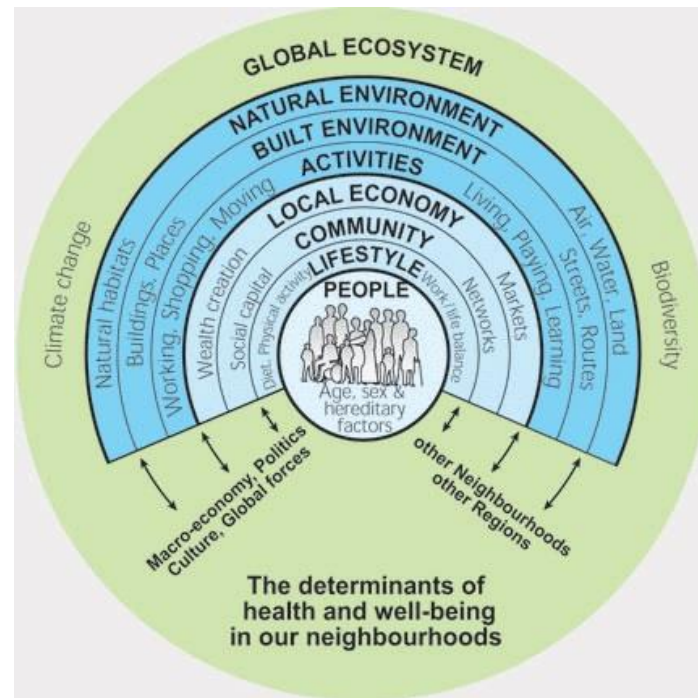 GLOBAL ECOSYSTEM
NATURAL ENVIRONMENT
BUILT ENVIRONMENT
ACTIVITIES
LOCAL ECONOMY
COMMUNITY
LIFESTYLE
PEOPLE
Age, sex &
hereditary
factors
Climate change
Natural habitats
Buildings, Places
Working, Shopping, Moving
Wealth creation
Social capital
Diet, Physical activity
Work/life balance
Networks
Markets
Living, Playing, Learning
Streets, Routes
Air, Water, Land
Biodiversity
Macro-economy, Politics
Culture, Global forces
other Neighbourhoods
other Regions
The determinants of
health and well-being
in our neighbourhoods